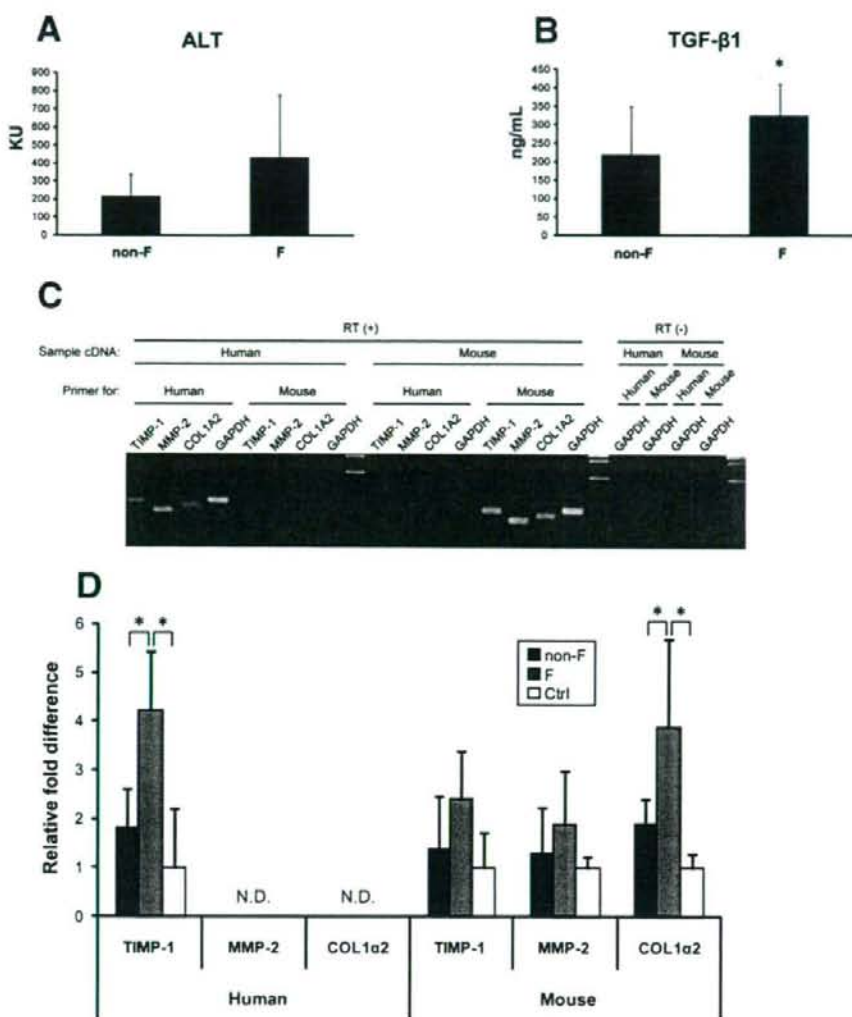 A
ALT
KU
900
800
700
600
500
400
300
200
100
0
non-F F
B
TGF-β1
*
ng/mL
450
400
350
300
250
200
150
100
50
0
non-F F
C
RT (+) RT (-)
Sample cDNA: Human Mouse Human Mouse
Primer for: Human Mouse Human Mouse Human Mouse Human Mouse
TIMP-1 MMP-2 COL1A2 GAPDH TIMP-1 MMP-2 COL1A2 GAPDH TIMP-1 MMP-2 COL1A2 GAPDH TIMP-1 MMP-2 COL1A2 GAPDH GAPDH GAPDH GAPDH GAPDH
D
Relative fold difference
6
5
4
3
2
1
0
* *
* *
non-F
F
Ctrl
N.D. N.D.
TIMP-1 MMP-2 COL1α2 TIMP-1 MMP-2 COL1α2
Human Mouse